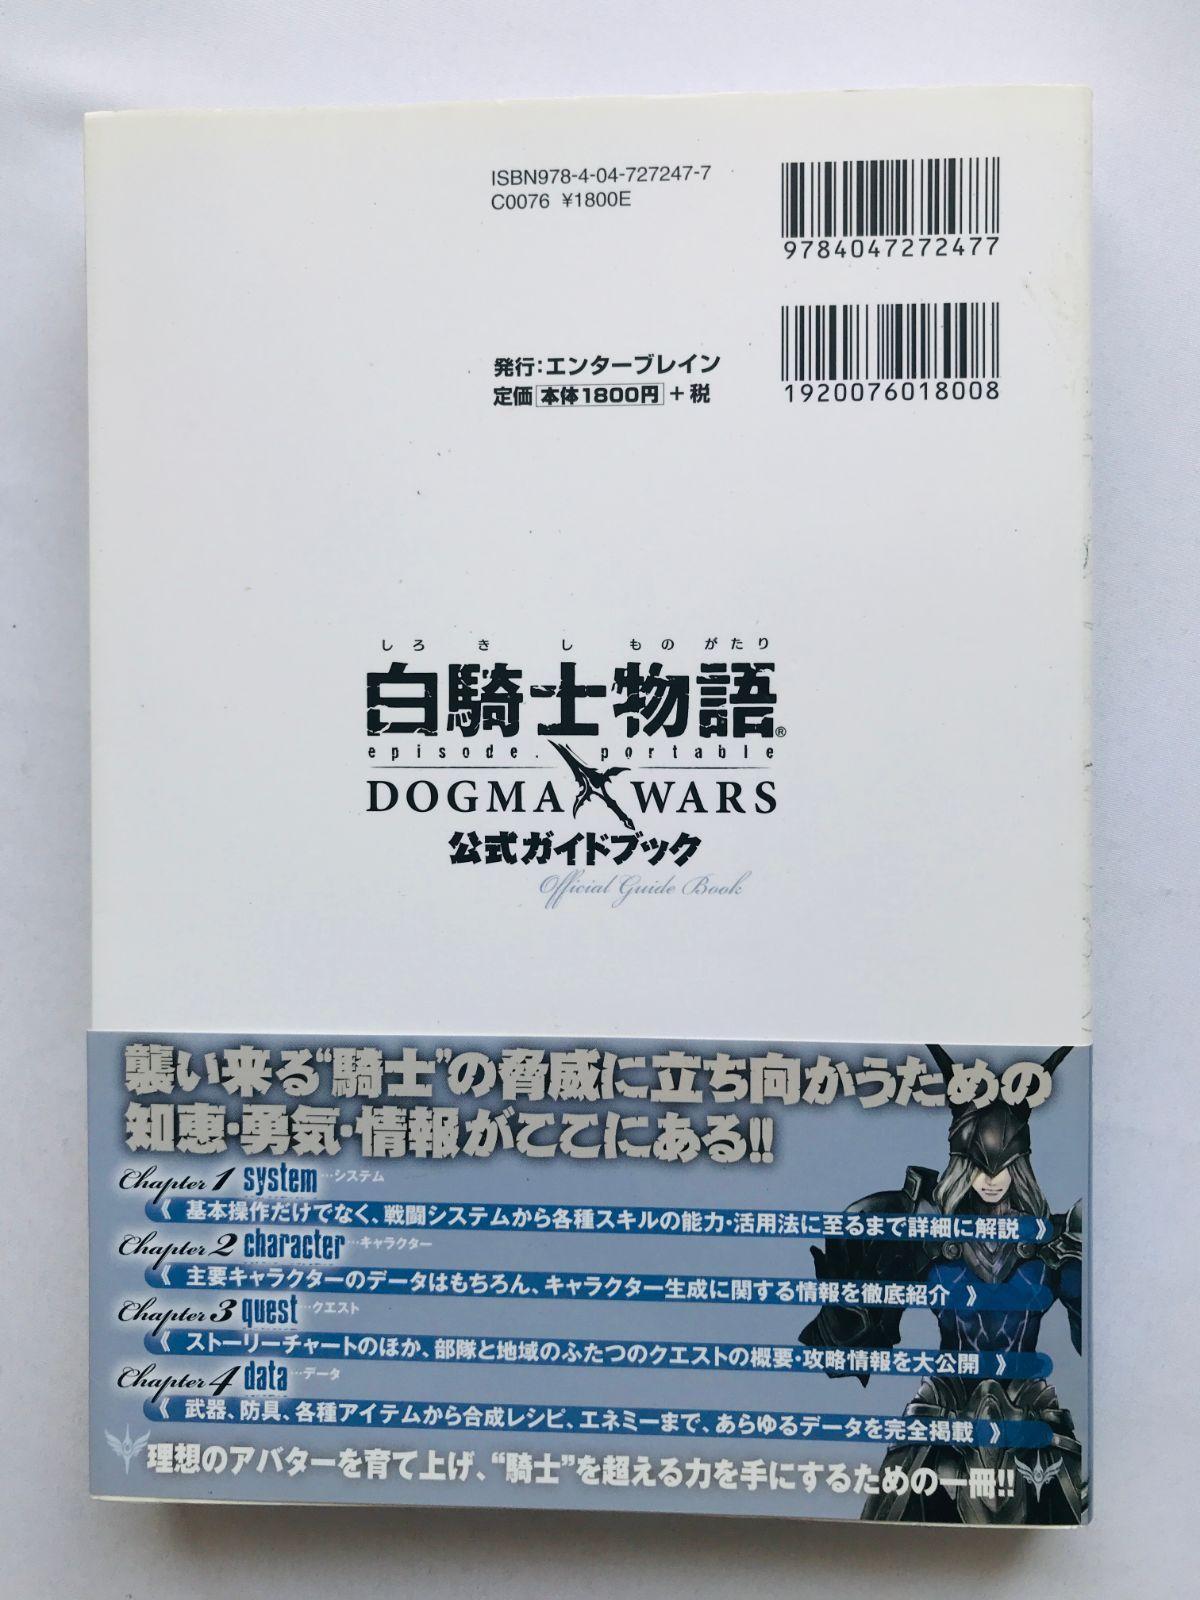 ISBN978-4-04-727247-7
C0076 ¥1800E
9784047272477
発行：エンターブレイン
定価 本体1800円 +税
1920076018008
しろ き し もの がたり
白騎士物語®
episode. portable
DOGMA WARS
公式ガイドブック
Official Guide Book
襲い来る“騎士”の脅威に立ち向かうための
知恵・勇気・情報がここにある!!
Chapter 1 system …システム
《 基本操作だけでなく、戦闘システムから各種スキルの能力・活用法に至るまで詳細に解説 》
Chapter 2 character …キャラクター
《 主要キャラクターのデータはもちろん、キャラクター生成に関する情報を徹底紹介 》
Chapter 3 quest …クエスト
《 ストーリーチャートのほか、部隊と地域のふたつのクエストの概要・攻略情報を大公開 》
Chapter 4 data …データ
《 武器、防具、各種アイテムから合成レシピ、エネミーまで、あらゆるデータを完全掲載 》
理想のアバターを育て上げ、“騎士”を超える力を手にするための一冊!!